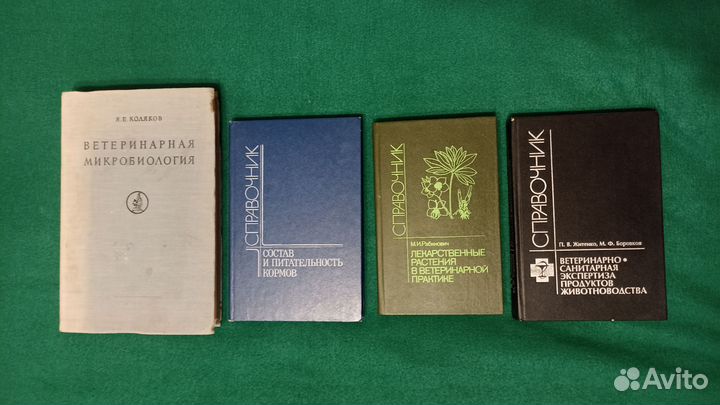 Я. Е. КОЛЯКОВ
ВЕТЕРИНАРНАЯ
МИКРОБИОЛОГИЯ
СПРАВОЧНИК
СОСТАВ
И ПИТАТЕЛЬНОСТЬ
КОРМОВ
СПРАВОЧНИК
М.И.Рабинович
ЛЕКАРСТВЕННЫЕ
РАСТЕНИЯ
В ВЕТЕРИНАРНОЙ
ПРАКТИКЕ
СПРАВОЧНИК
П. В. Житенко, М. Ф. Боровков
ВЕТЕРИНАРНО•
САНИТАРНАЯ
ЭКСПЕРТИЗА
ПРОДУКТОВ
ЖИВОТНОВОДСТВА
Avito